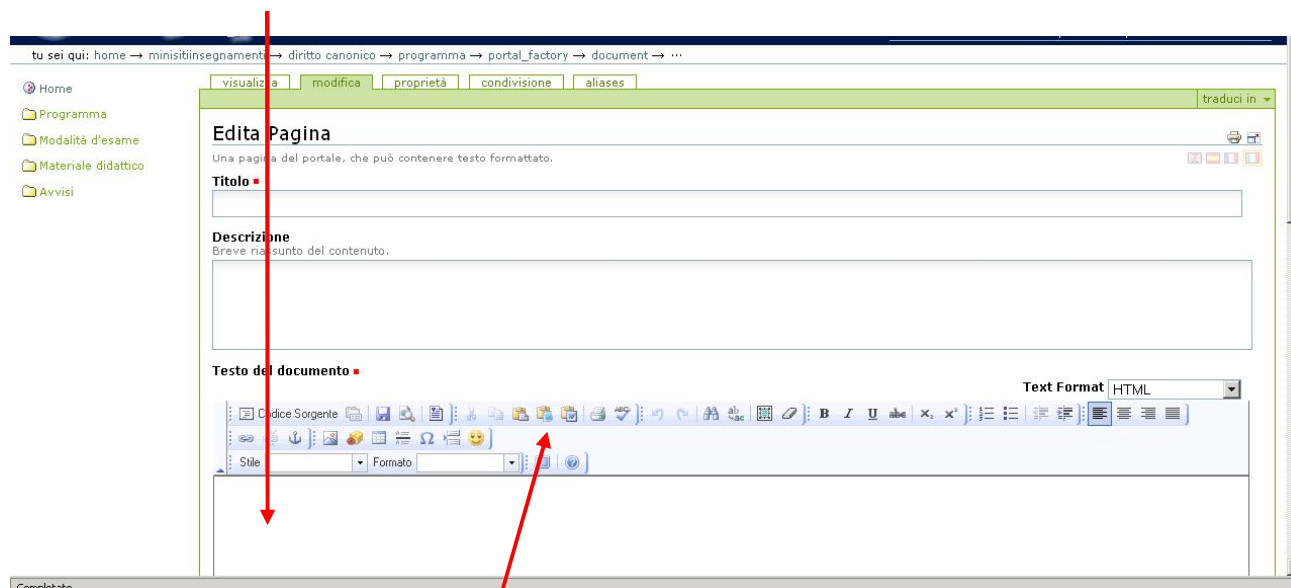 tu sei qui: home → minisitiinsegnamenti → diritto canonico → programma → portal_factory → document → ...
Home
Programma
Modalità d'esame
Materiale didattico
Avvisi
visualizza modifica proprietà condivisione aliases
traduci in
Edita Pagina
Una pagina del portale, che può contenere testo formattato.
Titolo
Descrizione
Breve riassunto del contenuto.
Testo del documento
Text Format HTML
Codice Sorgente
Stile Formato
Completato